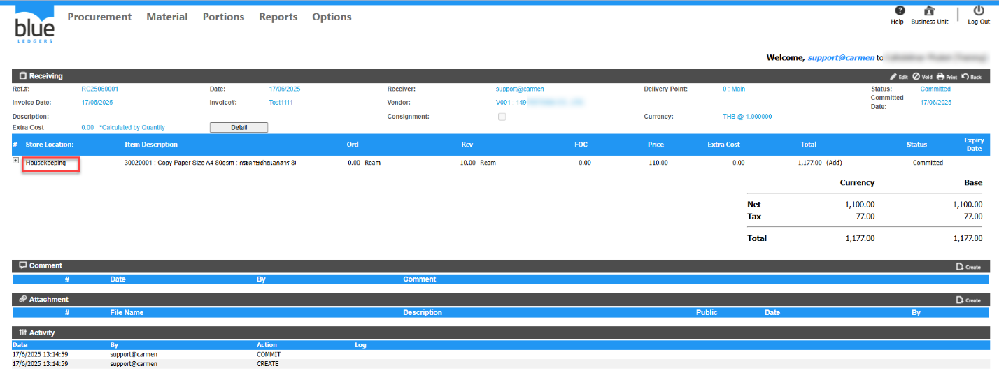 blue
LEDGERS
Procurement Material Portions Reports Options
Help Business Unit Log Out
Welcome, support@carmen to
Receiving Edit Void Print Back
Ref.#: RC25060001 Date: 17/06/2025 Receiver: support@carmen Delivery Point: 0 : Main Status: Committed
Invoice Date: 17/06/2025 Invoice#: Test1111 Vendor: V001 : 149 Committed Date: 17/06/2025
Description: Consignment: Currency: THB @ 1.000000
Extra Cost 0.00 *Calculated by Quantity Detail
# Store Location: Item Description Ord Rcv FOC Price Extra Cost Total Status Expiry Date
Housekeeping 30020001 : Copy Paper Size A4 80gsm : กระดาษถ่ายเอกสาร 80 0.00 Ream 10.00 Ream 0.00 110.00 0.00 1,177.00 (Add) Committed
Currency Base
Net 1,100.00 1,100.00
Tax 77.00 77.00
Total 1,177.00 1,177.00
Comment Create
# Date By Comment
Attachment Create
# File Name Description Public Date By
Activity
Date By Action Log
17/6/2025 13:14:59 support@carmen COMMIT
17/6/2025 13:14:59 support@carmen CREATE